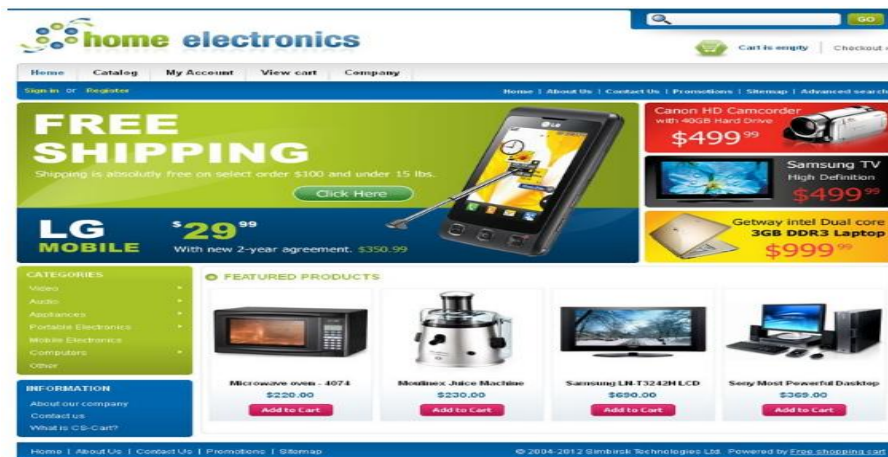 home electronics
GO
Cart is empty
Checkout
Home Catalog My Account View cart Company
Sign in or Register
Home | About Us | Contact Us | Promotions | Sitemap | Advanced search
FREE
SHIPPING
Shipping is absolutly free on select order $100 and under 15 lbs.
Click Here
LG
MOBILE
$29 99
With new 2-year agreement. $350.99
LG
Canon HD Camcorder
with 40GB Hard Drive
$499 99
Samsung TV
High Definition
$499 99
Getway intel Dual core
3GB DDR3 Laptop
$999 99
CATEGORIES
Video
Audio
Appliances
Portable Electronics
Mobile Electronics
Computers
Other
INFORMATION
About our company
Contact us
What is CS-Cart?
FEATURED PRODUCTS
Microwave oven - 4074
$220.00
Add to Cart
Moulinex Juice Machine
$230.00
Add to Cart
Samsung LN-T3242H LCD
$690.00
Add to Cart
Sony Most Powerful Dasktop
$369.00
Add to Cart
Home | About Us | Contact Us | Promotions | Sitemap
© 2004-2012 Simbirsk Technologies Ltd. Powered by Free shopping cart